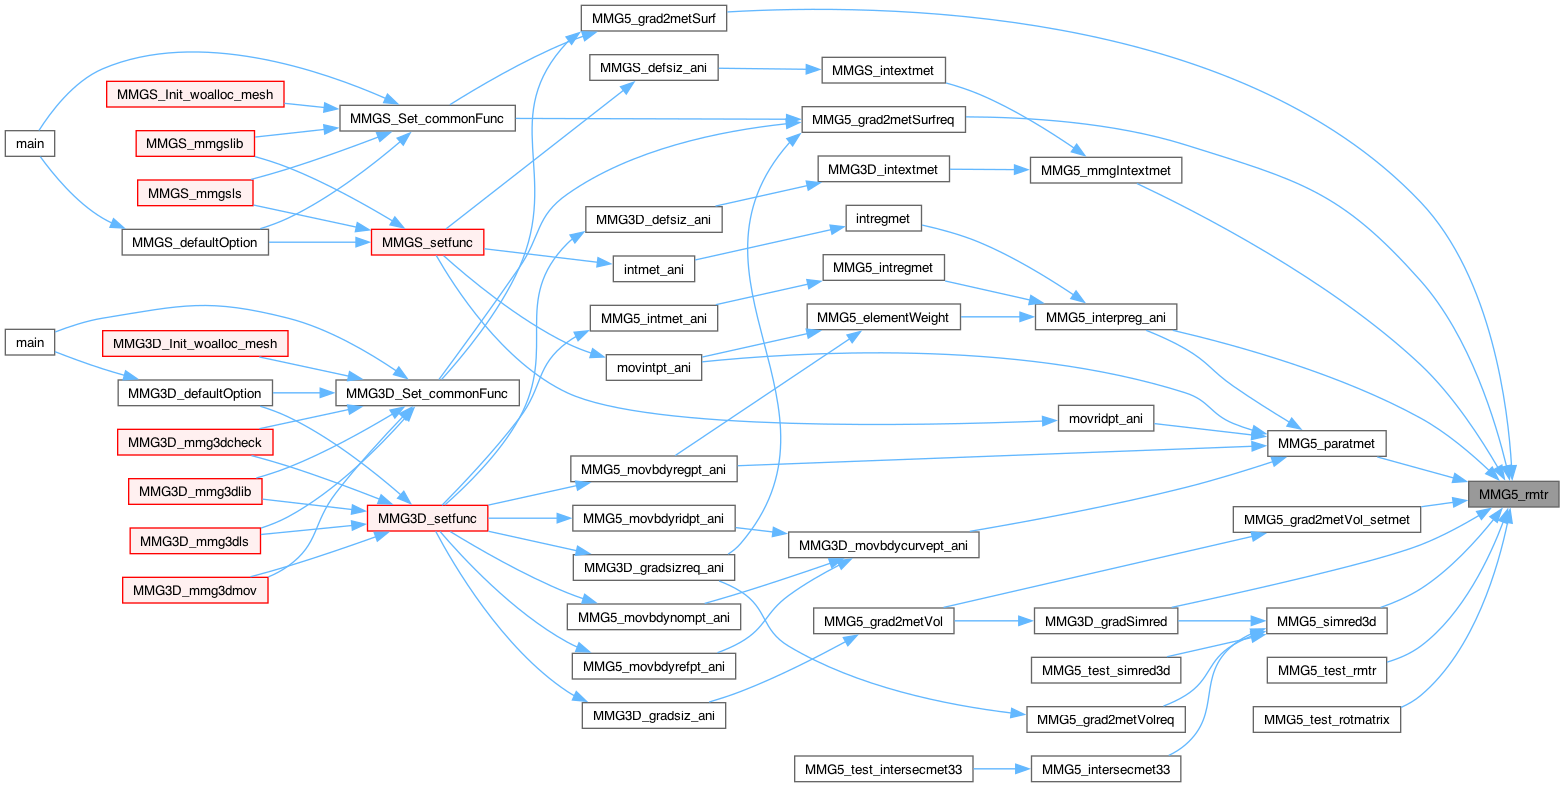 MMG5_grad2metSurf
MMGS_defsiz_ani
MMGS_intextmet
MMGS_Init_woalloc_mesh
MMGS_Set_commonFunc
MMG5_grad2metSurfreq
main
MMGS_mmgslib
MMG3D_intextmet
MMG5_mmgIntextmet
MMGS_mmgsls
MMG3D_defsiz_ani
intregmet
MMGS_defaultOption
MMGS_setfunc
intmet_ani
MMG5_intregmet
MMG5_intmet_ani
MMG5_elementWeight
MMG5_interpreg_ani
main
MMG3D_Init_woalloc_mesh
movintpt_ani
MMG3D_defaultOption
MMG3D_Set_commonFunc
movridpt_ani
MMG3D_mmg3dcheck
MMG5_paratmet
MMG5_movbdyregpt_ani
MMG3D_mmg3dlib
MMG5_rmtr
MMG3D_setfunc
MMG5_movbdyridpt_ani
MMG5_grad2metVol_setmet
MMG3D_mmg3dls
MMG3D_movbdycurvept_ani
MMG3D_gradsizreq_ani
MMG3D_mmg3dmov
MMG5_movbdynompt_ani
MMG5_grad2metVol
MMG3D_gradSimred
MMG5_simred3d
MMG5_movbdyrefpt_ani
MMG5_test_simred3d
MMG5_test_rmtr
MMG3D_gradsiz_ani
MMG5_grad2metVolreq
MMG5_test_rotmatrix
MMG5_test_intersecmet33
MMG5_intersecmet33